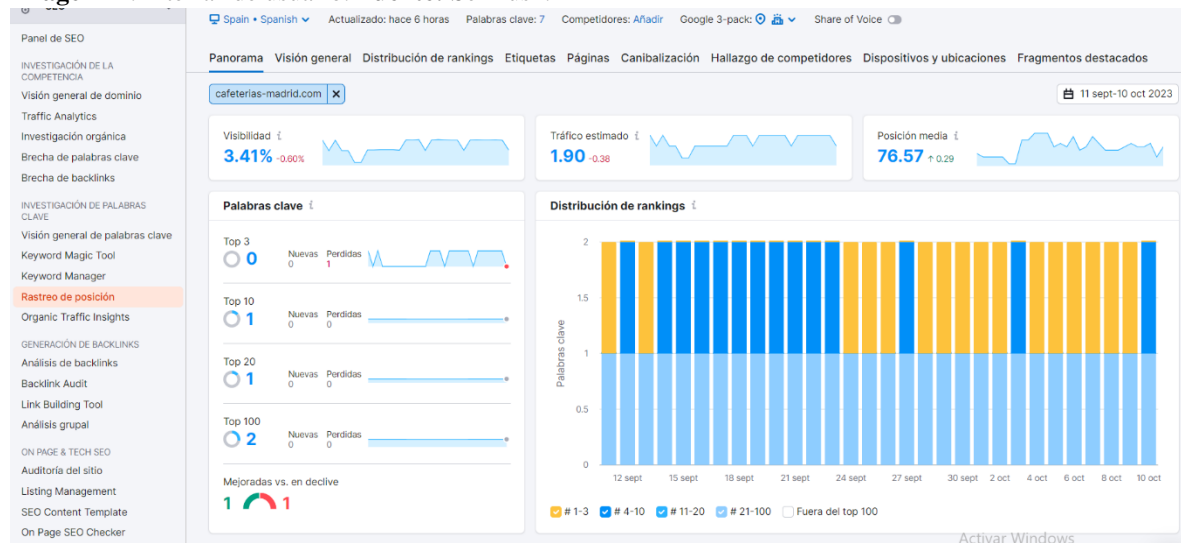 Panel de SEO
INVESTIGACIÓN DE LA
COMPETENCIA
Visión general de dominio
Traffic Analytics
Investigación orgánica
Brecha de palabras clave
Brecha de backlinks
INVESTIGACIÓN DE PALABRAS
CLAVE
Visión general de palabras clave
Keyword Magic Tool
Keyword Manager
Rastreo de posición
Organic Traffic Insights
GENERACIÓN DE BACKLINKS
Análisis de backlinks
Backlink Audit
Link Building Tool
Análisis grupal
ON PAGE & TECH SEO
Auditoría del sitio
Listing Management
SEO Content Template
On Page SEO Checker
Spain • Spanish Actualizado: hace 6 horas Palabras clave: 7 Competidores: Añadir Google 3-pack: Share of Voice
Panorama Visión general Distribución de rankings Etiquetas Páginas Canibalización Hallazgo de competidores Dispositivos y ubicaciones Fragmentos destacados
cafeterias-madrid.com x 11 sept-10 oct 2023
Visibilidad i
3.41% -0.60%
Tráfico estimado i
1.90 -0.38
Posición media i
76.57 ↑ 0.29
Palabras clave i
Top 3
0 Nuevas 0 Perdidas 1
Top 10
1 Nuevas 0 Perdidas 0
Top 20
1 Nuevas 0 Perdidas 0
Top 100
2 Nuevas 0 Perdidas 0
Mejoradas vs. en declive
1 1
Distribución de rankings i
Palabras clave
2
1.5
1
0.5
0
12 sept 15 sept 18 sept 21 sept 24 sept 27 sept 30 sept 2 oct 4 oct 6 oct 8 oct 10 oct
# 1-3 # 4-10 # 11-20 # 21-100 Fuera del top 100
Activar Windows